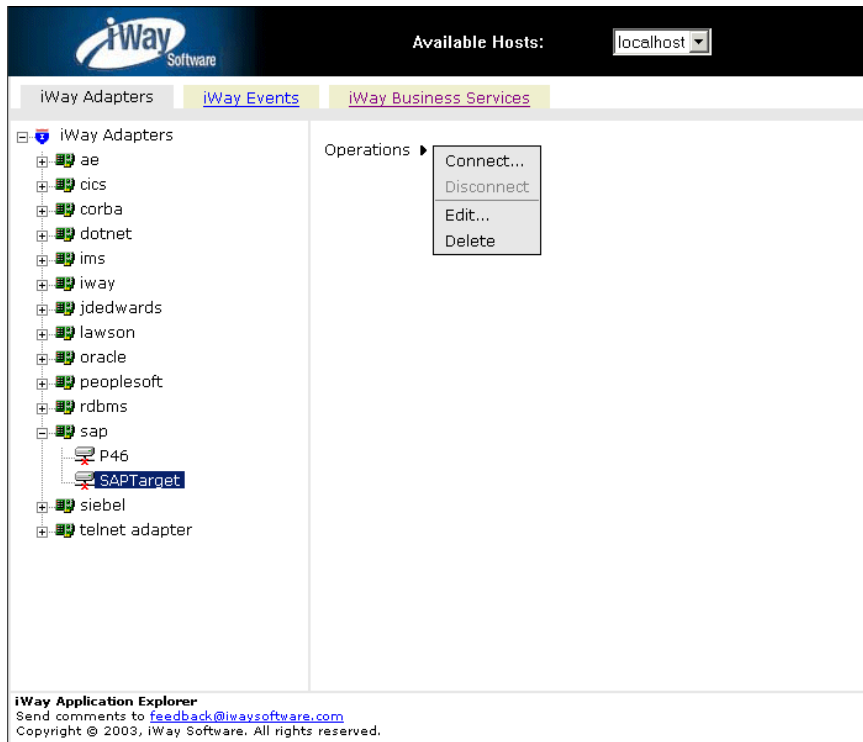 iWay
Software
Available Hosts:
localhost
iWay Adapters
iWay Events
iWay Business Services
iWay Adapters
ae
cics
corba
dotnet
ims
iway
jdedwards
lawson
oracle
peoplesoft
rdbms
sap
P46
SAPTarget
siebel
telnet adapter
Operations
Connect...
Disconnect
Edit...
Delete
iWay Application Explorer
Send comments to feedback@iwaysoftware.com
Copyright © 2003, iWay Software. All rights reserved.